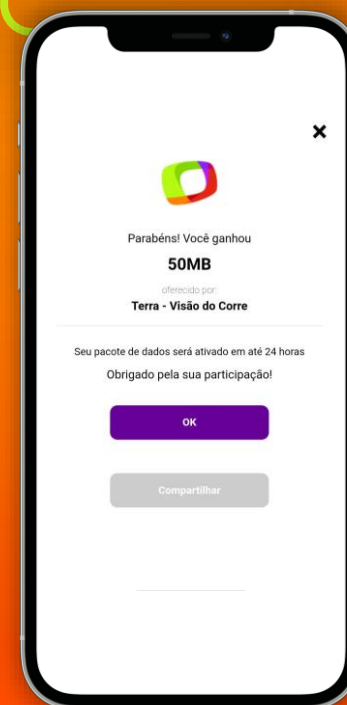 Parabéns! Você ganhou
50MB
oferecido por:
Terra - Visão do Corre
Seu pacote de dados será ativado em até 24 horas
Obrigado pela sua participação!
OK
Compartilhar